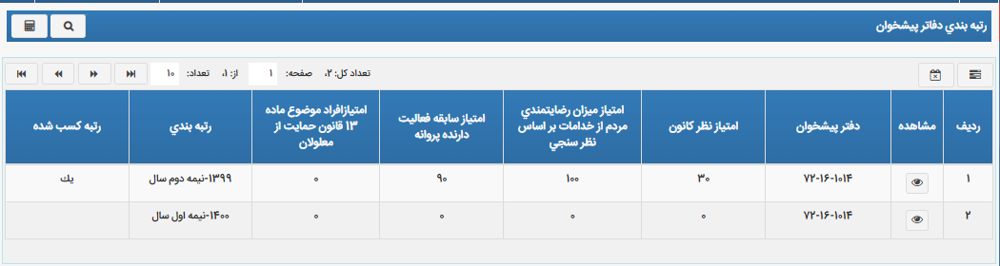 رتبه بندي دفاتر پيشخوان
تعداد کل: ۲، صفحه: ۱ از: ۱، تعداد: ۱۰
ردیف مشاهده دفتر پیشخوان امتیاز نظر کانون امتیاز میزان رضایتمندي مردم از خدامات بر اساس نظر سنجي امتیاز سابقه فعالیت دارنده پروانه امتیازافراد موضوع ماده ۱۳ قانون حمایت از معلولان رتبه بندي رتبه کسب شده
۱ ۷۲-۱۶-۱۰۱۴ ۳۰ ۱۰۰ ۹۰ ۰ ۱۳۹۹-نیمه دوم سال يك
۲ ۷۲-۱۶-۱۰۱۴ ۰ ۰ ۰ ۰ ۱۴۰۰-نیمه اول سال